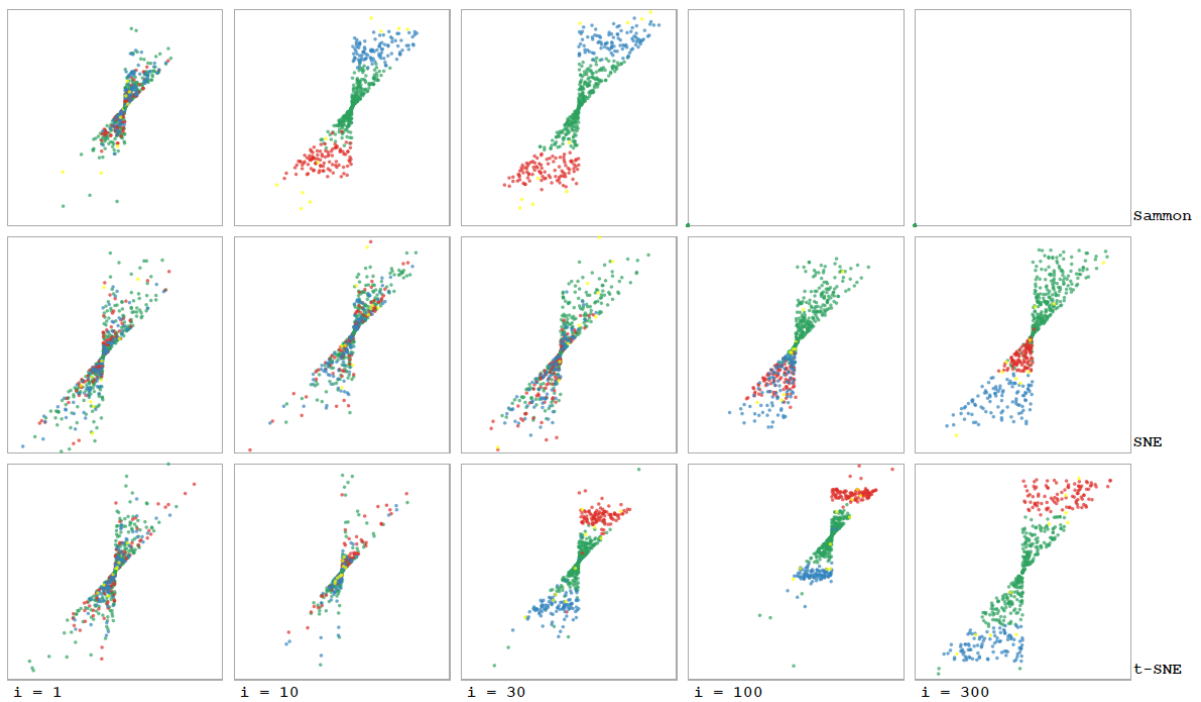 Sammon
SNE
t-SNE
i = 1
i = 10
i = 30
i = 100
i = 300